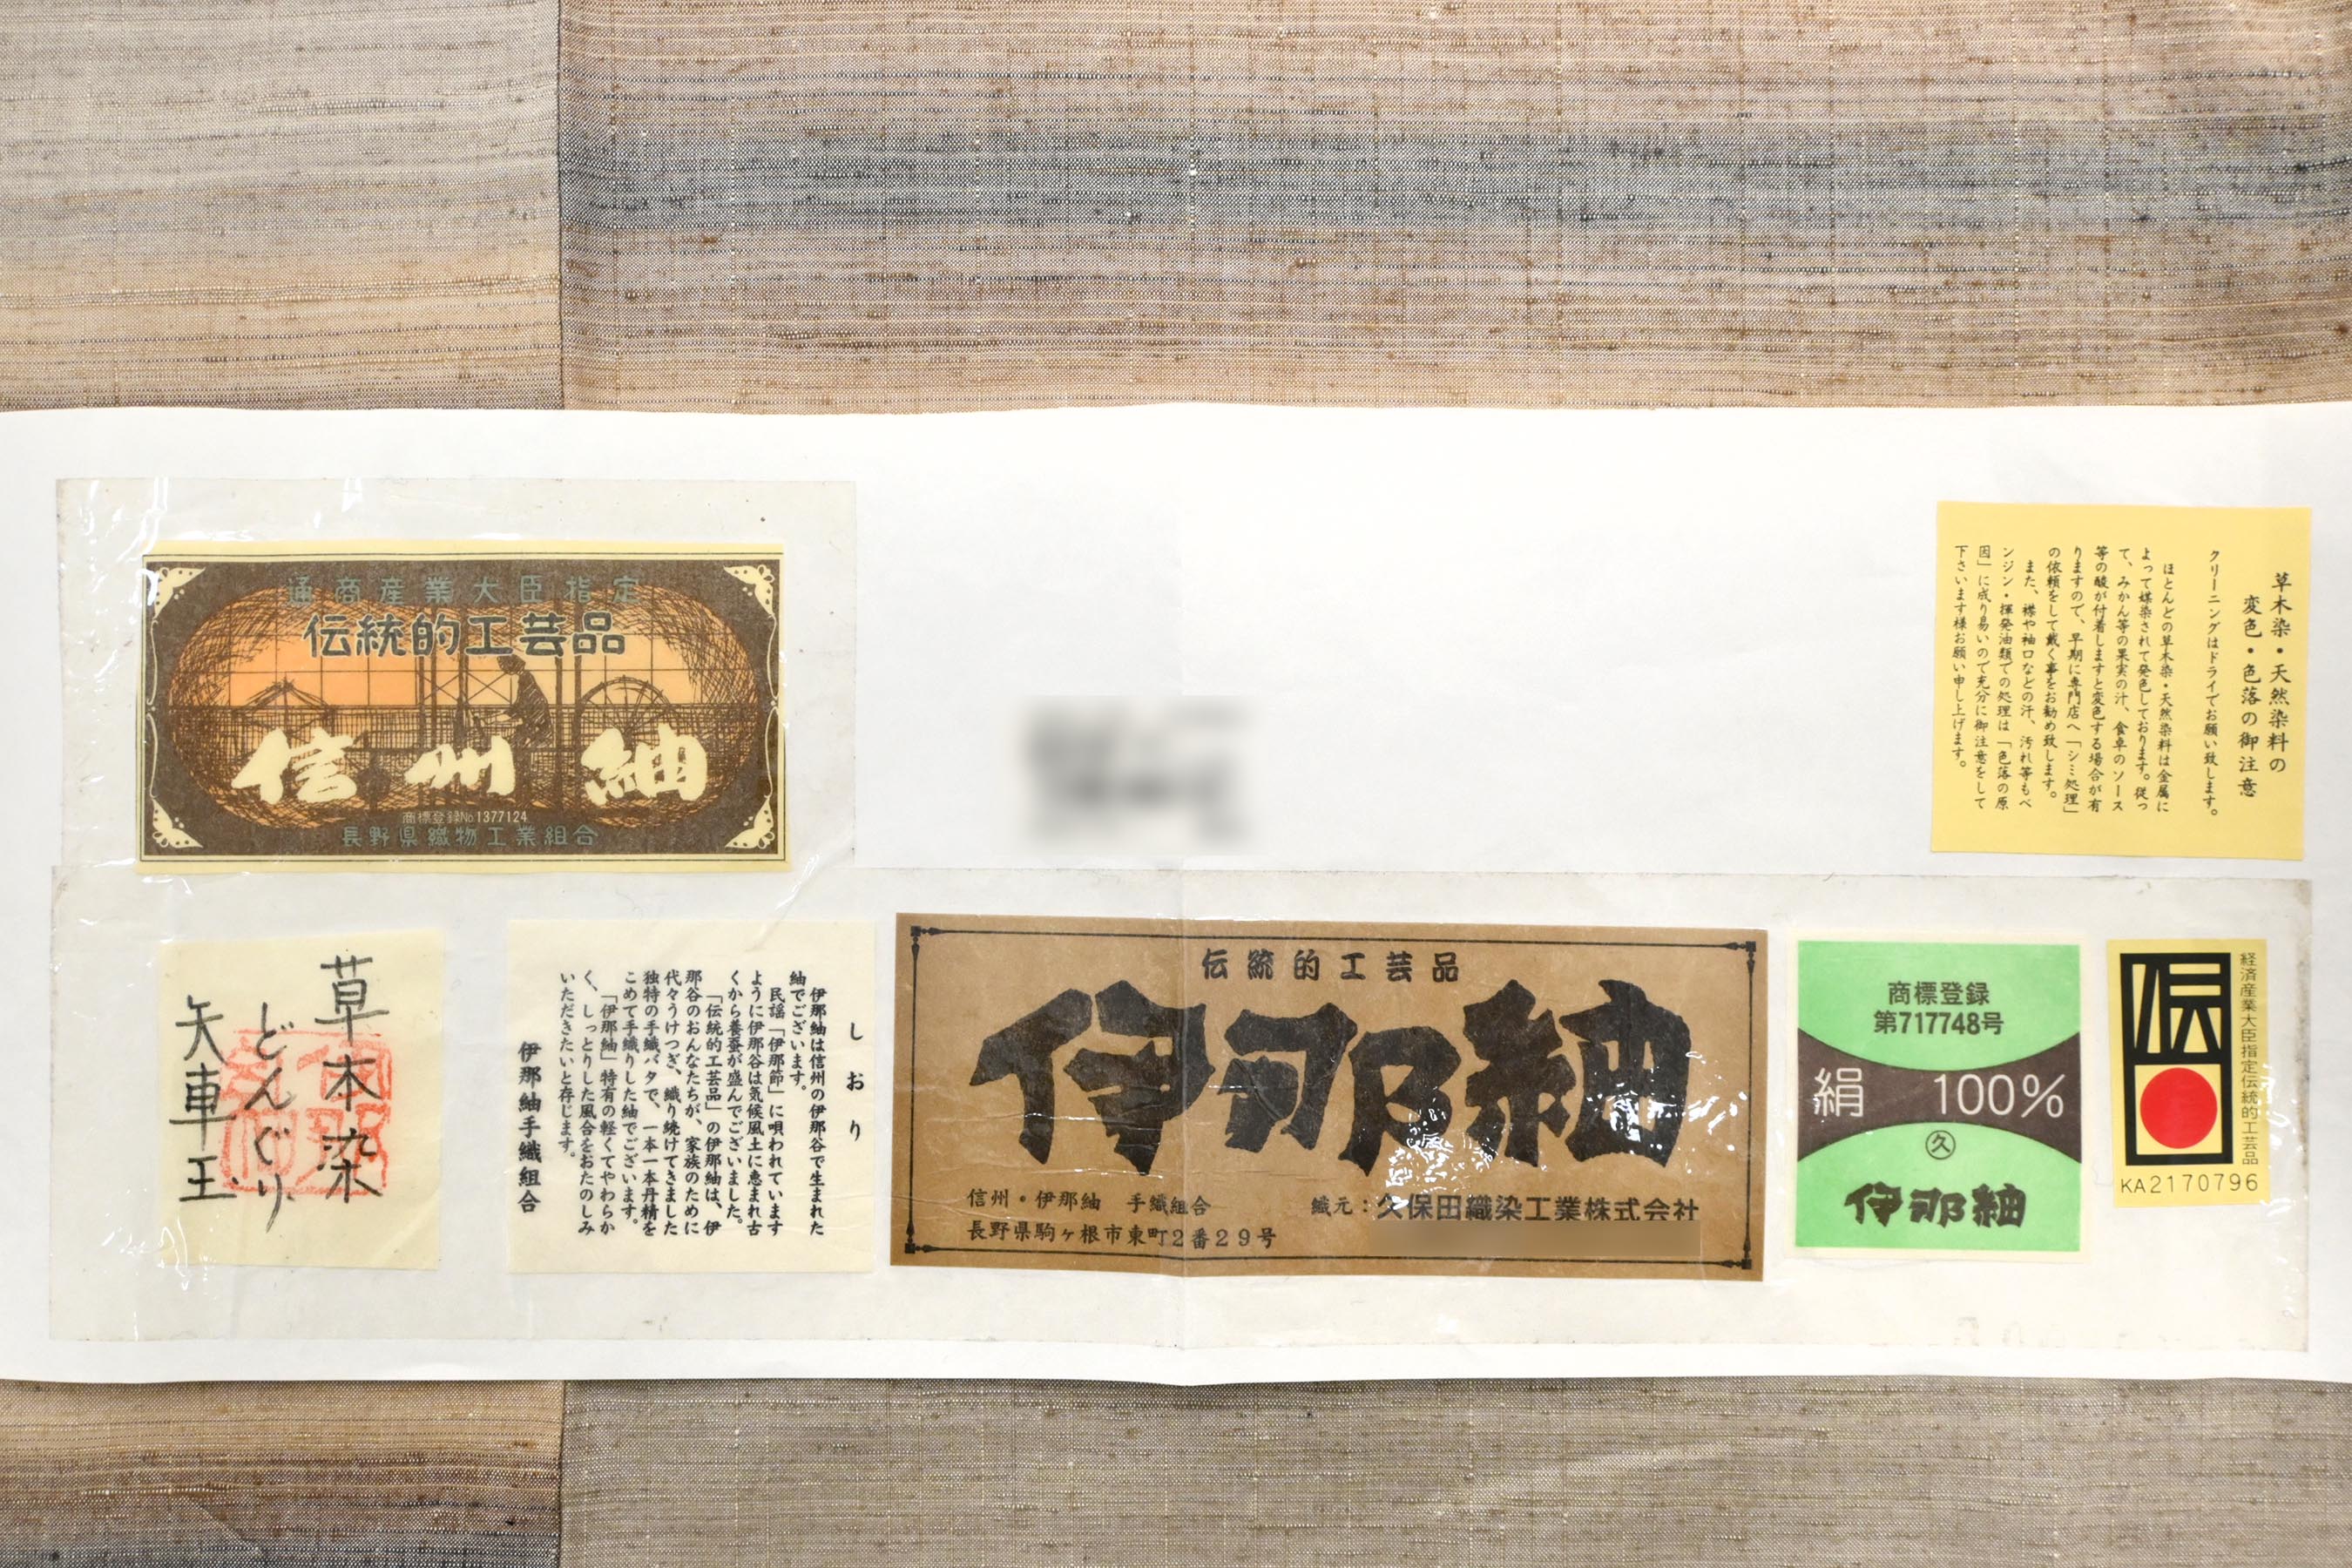 通商産業大臣指定
伝統的工芸品
信州紬
商標登録No1377124
長野県織物工業組合
草木染・天然染料の
変色・色落の御注意
クリーニングはドライでお願い致します。
ほとんどの草木染・天然染料は金属に
よって媒染されて発色しております。従っ
て、みかん等の果実の汁、食卓のソース
等の酸が付着しますと変色する場合が有
りますので、早期に専門店へ「シミ処理」
の依頼をして戴く事をお勧め致します。
また、襟や袖口などの汗、汚れ等もベ
ンジン・揮発油類での処理は「色落の原
因」に成り易いので充分に御注意をして
下さいます様お願い申し上げます。
草本染
どんぐり
矢車玉
しおり
伊那紬は信州の伊那谷で生まれた
紬でございます。
民謡「伊那節」に唄われています
ように伊那谷は気候風土に恵まれ古
くから養蚕が盛んでございました。
「伝統的工芸品」の伊那紬は、伊
那谷のおんなたちが、家族のために
代々うけつぎ、織り続けてきました
独特の手織バタで、一本一本丹精を
こめて手織りした紬でございます。
「伊那紬」特有の軽くてやわらか
く、しっとりした風合をおたのしみ
いただきたいと存じます。
伊那紬手織組合
伝統的工芸品
伊那紬
信州・伊那紬 手織組合
長野県駒ヶ根市東町2番29号
織元：久保田織染工業株式会社
商標登録
第717748号
絹 100%
久
伊那紬
経済産業大臣指定伝統的工芸品
伝
KA2170796